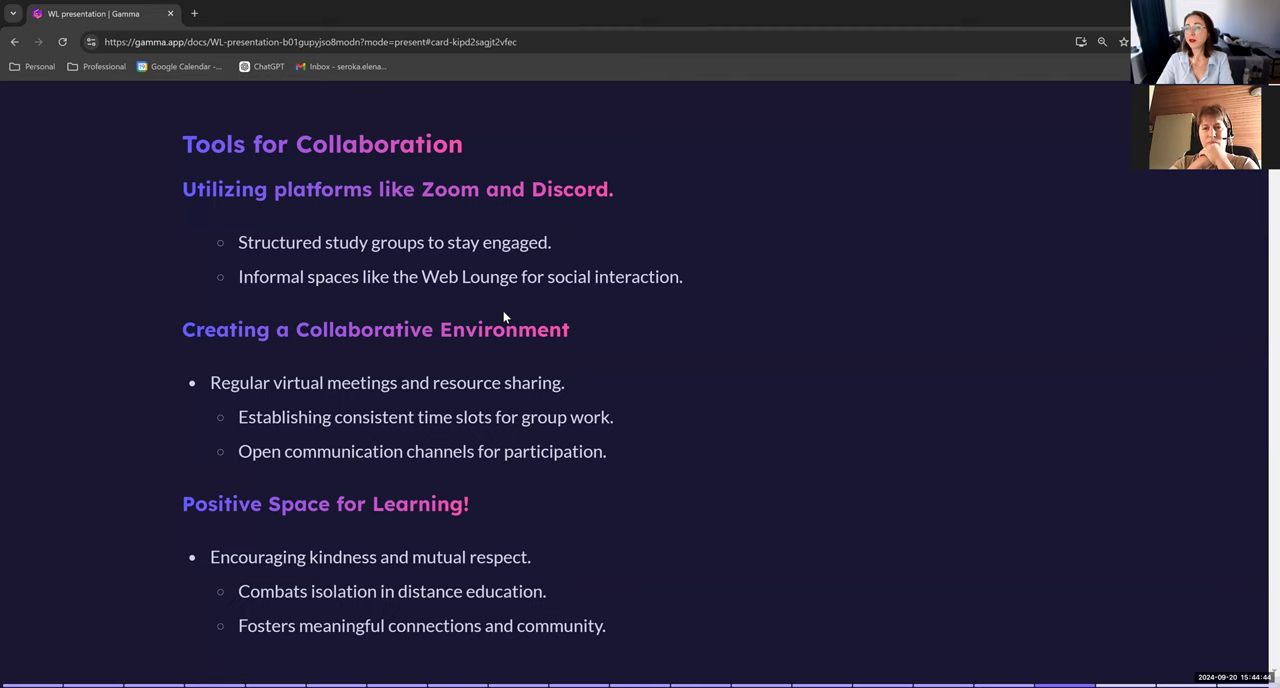 WL presentation | Gamma
https://gamma.app/docs/WL-presentation-b01gupyjso8modn?mode=present#card-kipd2sagjt2vfec
Personal
Professional
Google Calendar -...
ChatGPT
Inbox - seroka.elena...
Tools for Collaboration
Utilizing platforms like Zoom and Discord.
Structured study groups to stay engaged.
Informal spaces like the Web Lounge for social interaction.
Creating a Collaborative Environment
Regular virtual meetings and resource sharing.
Establishing consistent time slots for group work.
Open communication channels for participation.
Positive Space for Learning!
Encouraging kindness and mutual respect.
Combats isolation in distance education.
Fosters meaningful connections and community.
2024-09-20 15:44:44